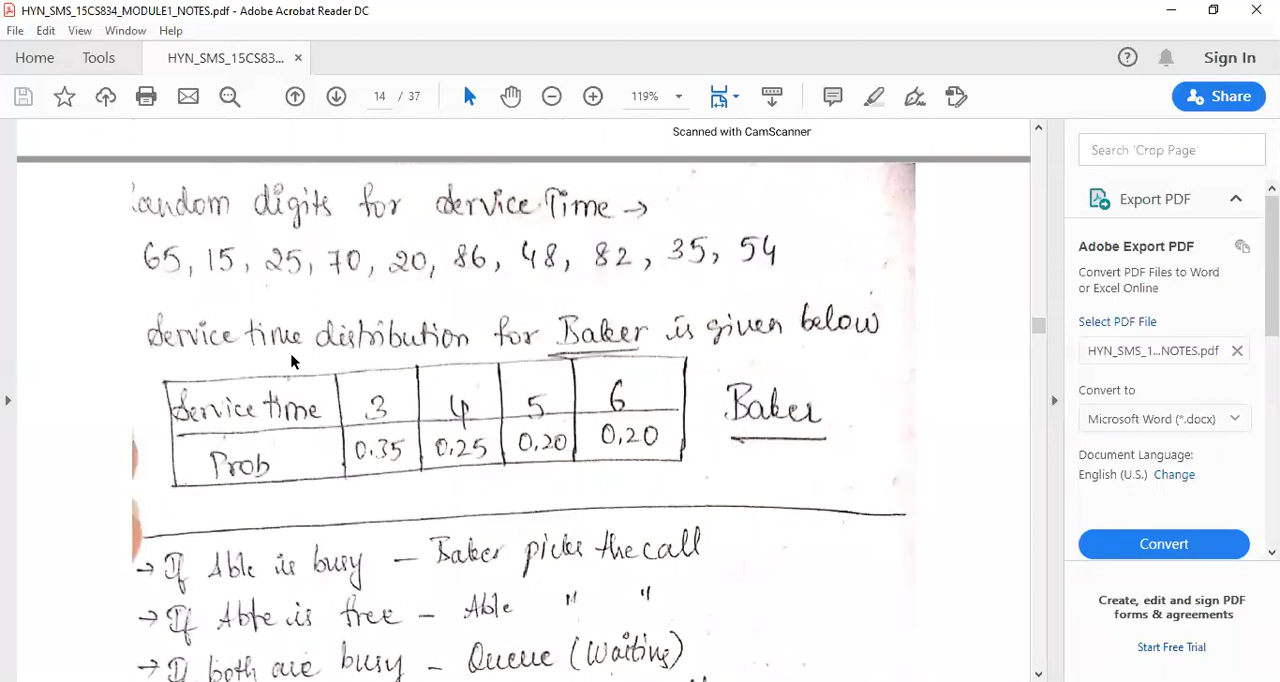 HYN_SMS_15CS834_MODULE1_NOTES.pdf - Adobe Acrobat Reader DC
File Edit View Window Help
Home Tools HYN_SMS_15CS83... × Sign In
14 / 37 119% Share
Scanned with CamScanner
andom digits for service Time →
65, 15, 25, 70, 20, 86, 48, 82, 35, 54
Service time distribution for Baker is given below
Service time 3 4 5 6 Baker
Prob 0.35 0.25 0.20 0.20
→ If Able is busy — Baker picks the call
→ If Able is free — Able " "
→ If both are busy — Queue (Waiting)
Search 'Crop Page'
Export PDF
Adobe Export PDF
Convert PDF Files to Word
or Excel Online
Select PDF File
HYN_SMS_1...NOTES.pdf ×
Convert to
Microsoft Word (*.docx)
Document Language:
English (U.S.) Change
Convert
Create, edit and sign PDF
forms & agreements
Start Free Trial